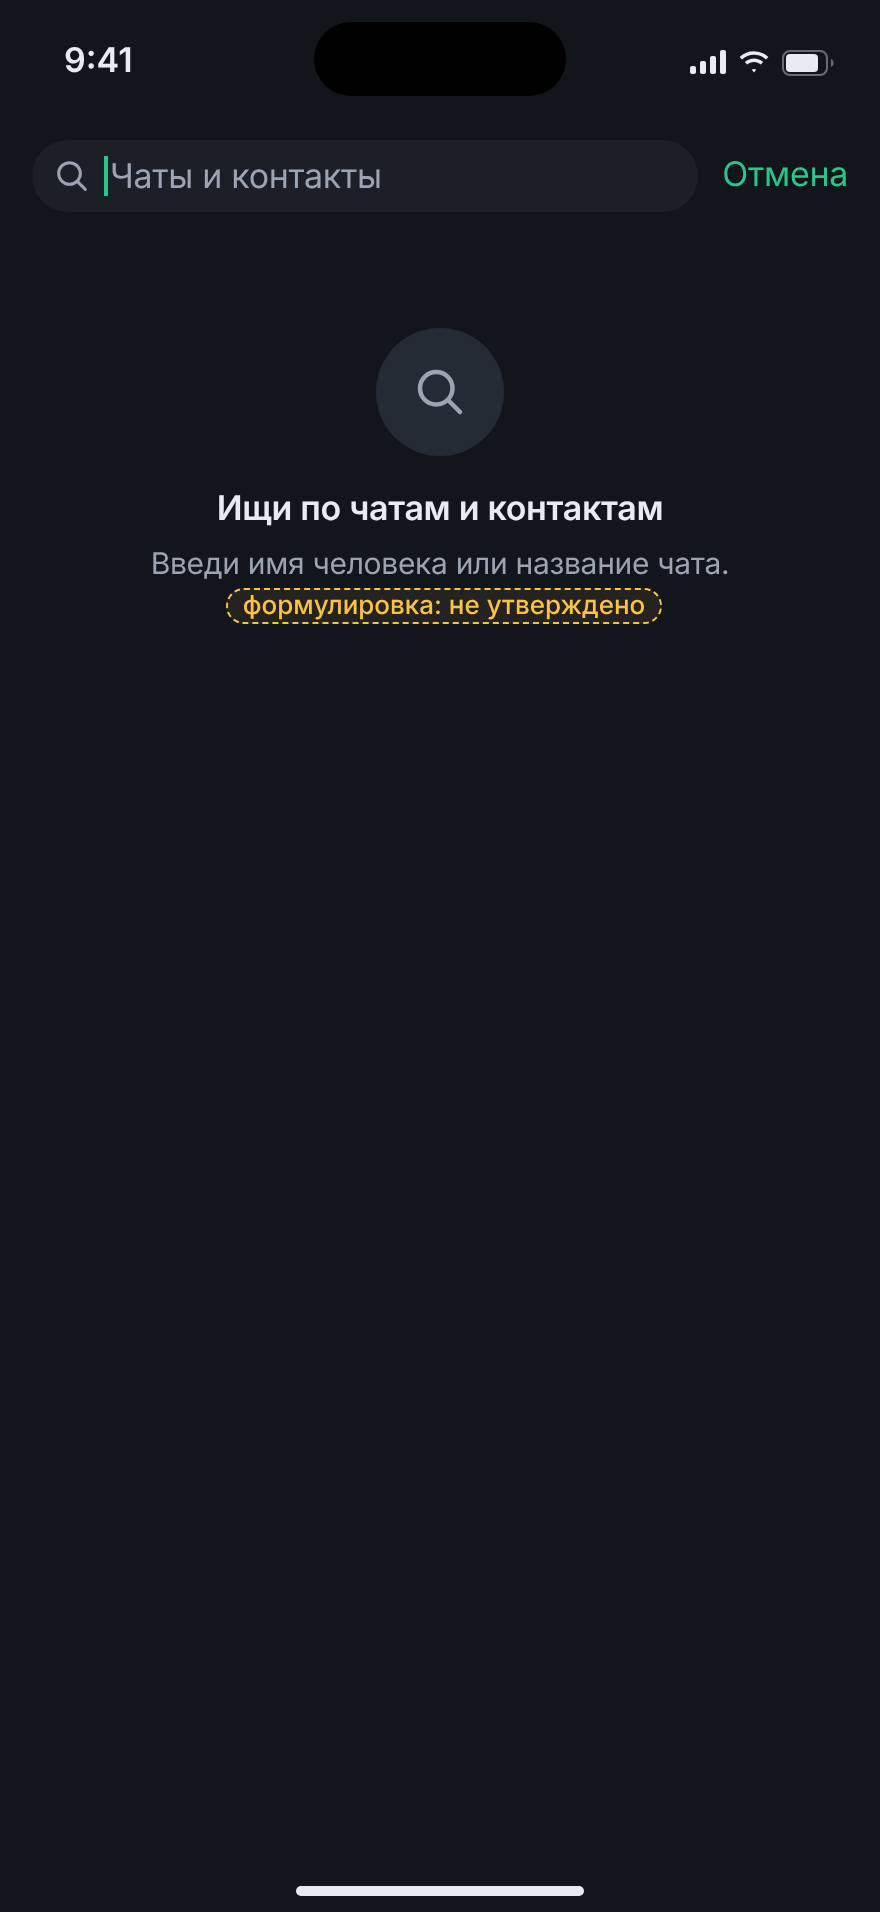 9:41
Чаты и контакты
Отмена
Ищи по чатам и контактам
Введи имя человека или название чата.
формулировка: не утверждено